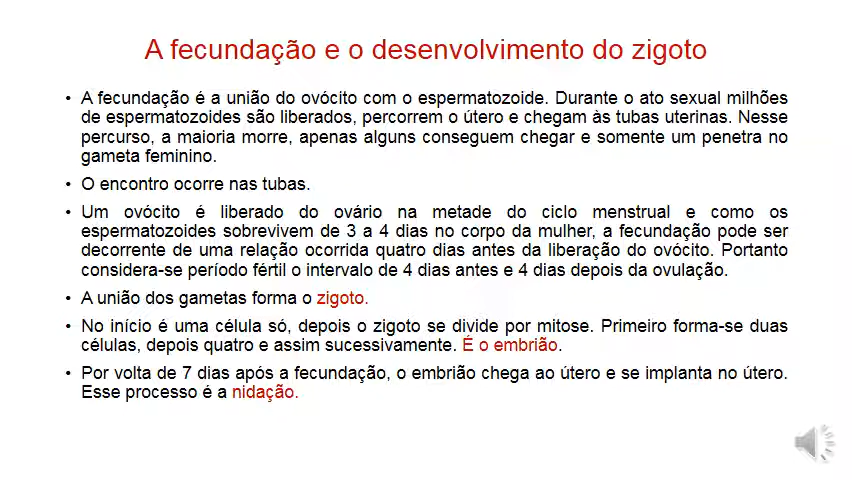 A fecundação e o desenvolvimento do zigoto
• A fecundação é a união do ovócito com o espermatozoide. Durante o ato sexual milhões
de espermatozoides são liberados, percorrem o útero e chegam às tubas uterinas. Nesse
percurso, a maioria morre, apenas alguns conseguem chegar e somente um penetra no
gameta feminino.
• O encontro ocorre nas tubas.
• Um ovócito é liberado do ovário na metade do ciclo menstrual e como os
espermatozoides sobrevivem de 3 a 4 dias no corpo da mulher, a fecundação pode ser
decorrente de uma relação ocorrida quatro dias antes da liberação do ovócito. Portanto
considera-se período fértil o intervalo de 4 dias antes e 4 dias depois da ovulação.
• A união dos gametas forma o zigoto.
• No início é uma célula só, depois o zigoto se divide por mitose. Primeiro forma-se duas
células, depois quatro e assim sucessivamente. É o embrião.
• Por volta de 7 dias após a fecundação, o embrião chega ao útero e se implanta no útero.
Esse processo é a nidação.